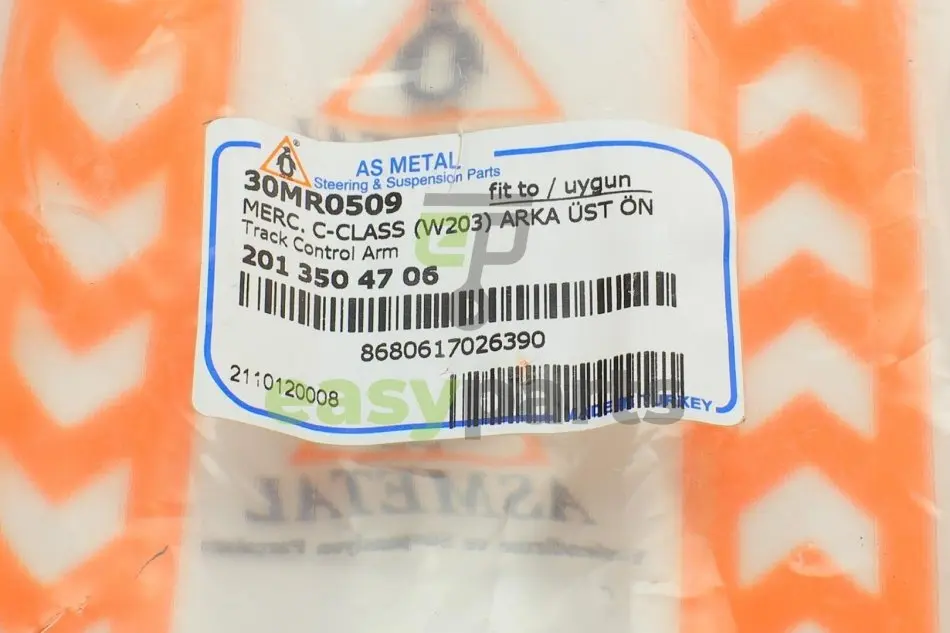 AS METAL
Steering & Suspension Parts
30MR0509
fit to / uygun
MERC. C-CLASS (W203) ARKA ÜST ÖN
Track Control Arm
201 350 47 06
8680617026390
2110120008
easyparts
MADE IN TURKEY
ASMETAL